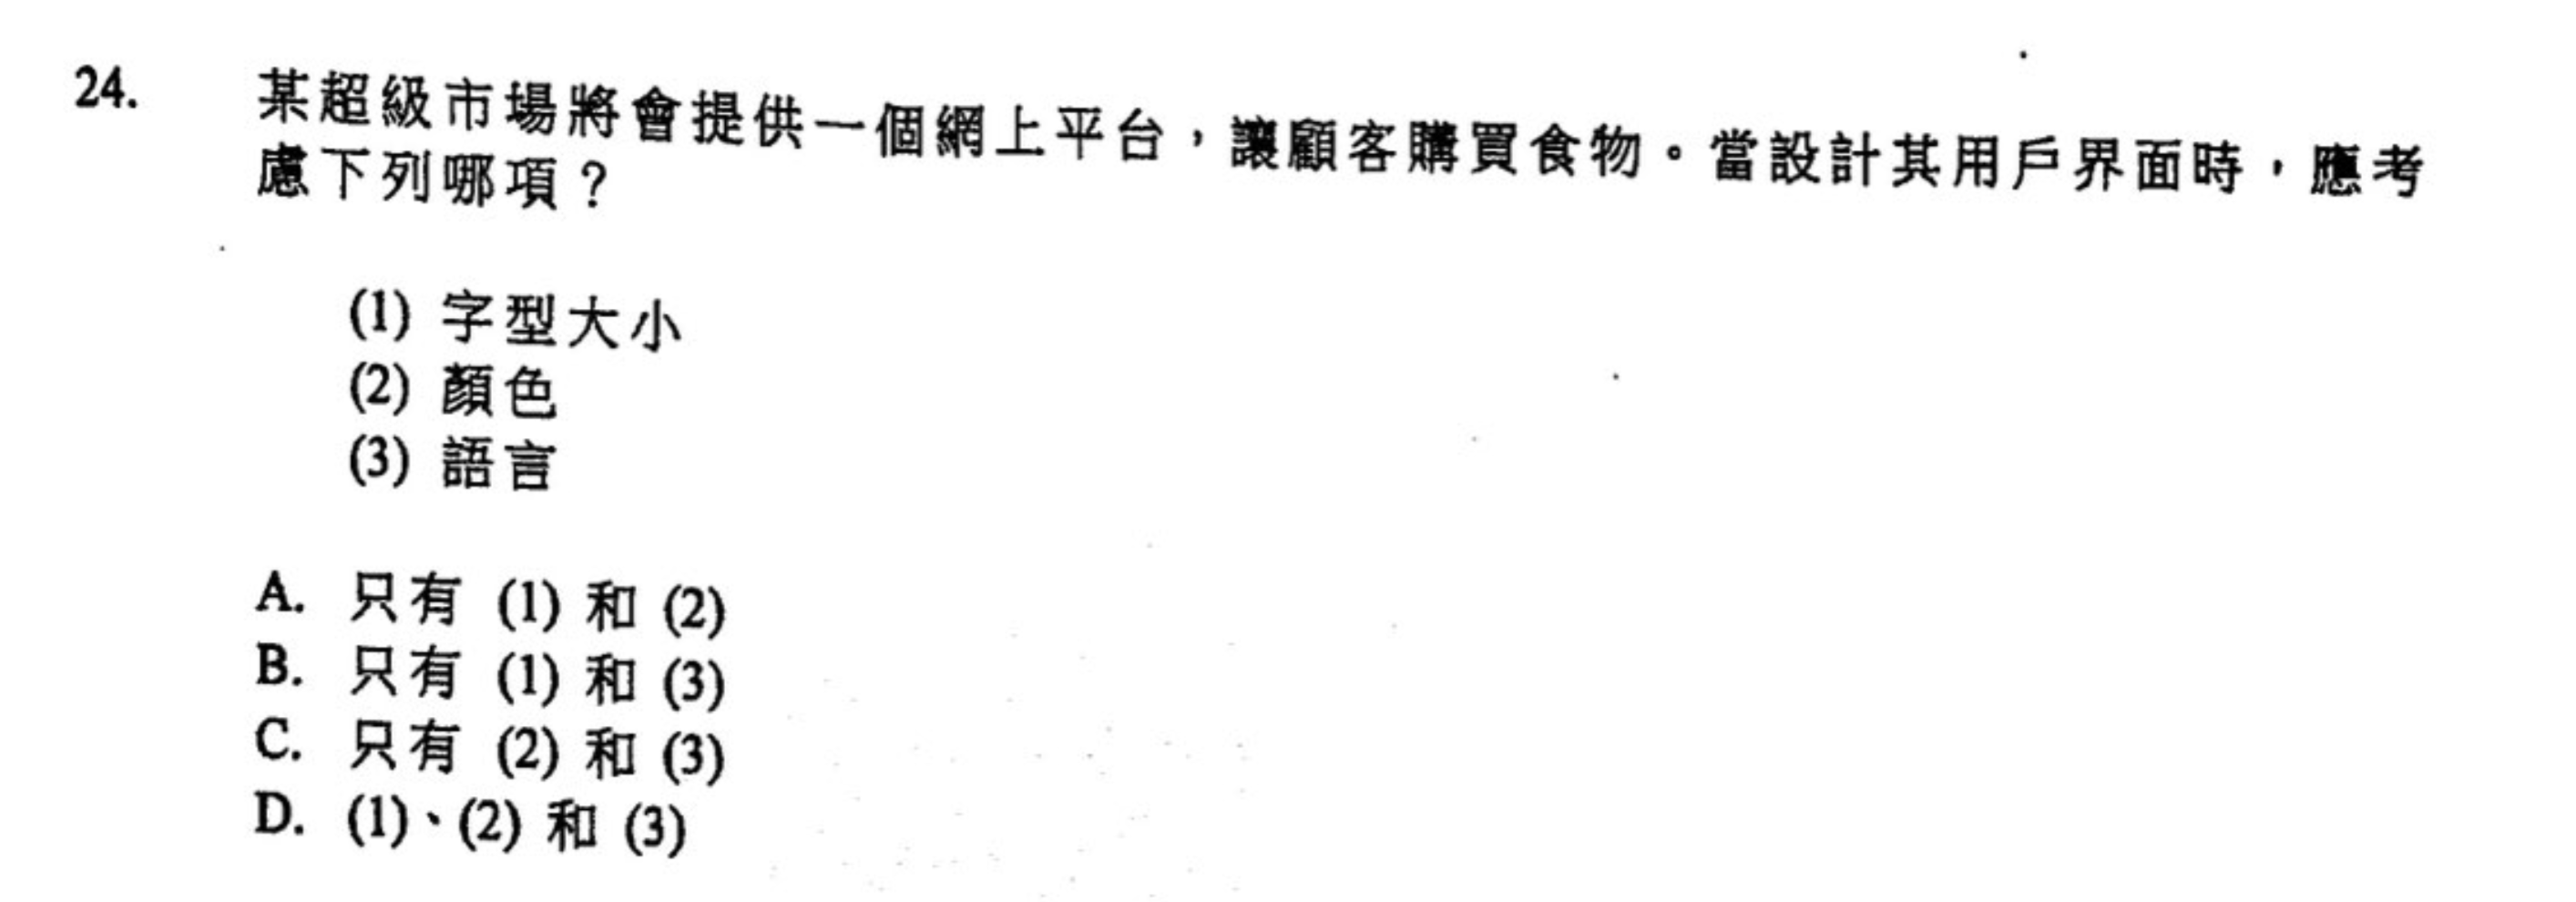 24. 某超級市場將會提供一個網上平台，讓顧客購買食物。當設計其用戶界面時，應考
慮下列哪項？
(1) 字型大小
(2) 顏色
(3) 語言
A. 只有 (1) 和 (2)
B. 只有 (1) 和 (3)
C. 只有 (2) 和 (3)
D. (1)、(2) 和 (3)